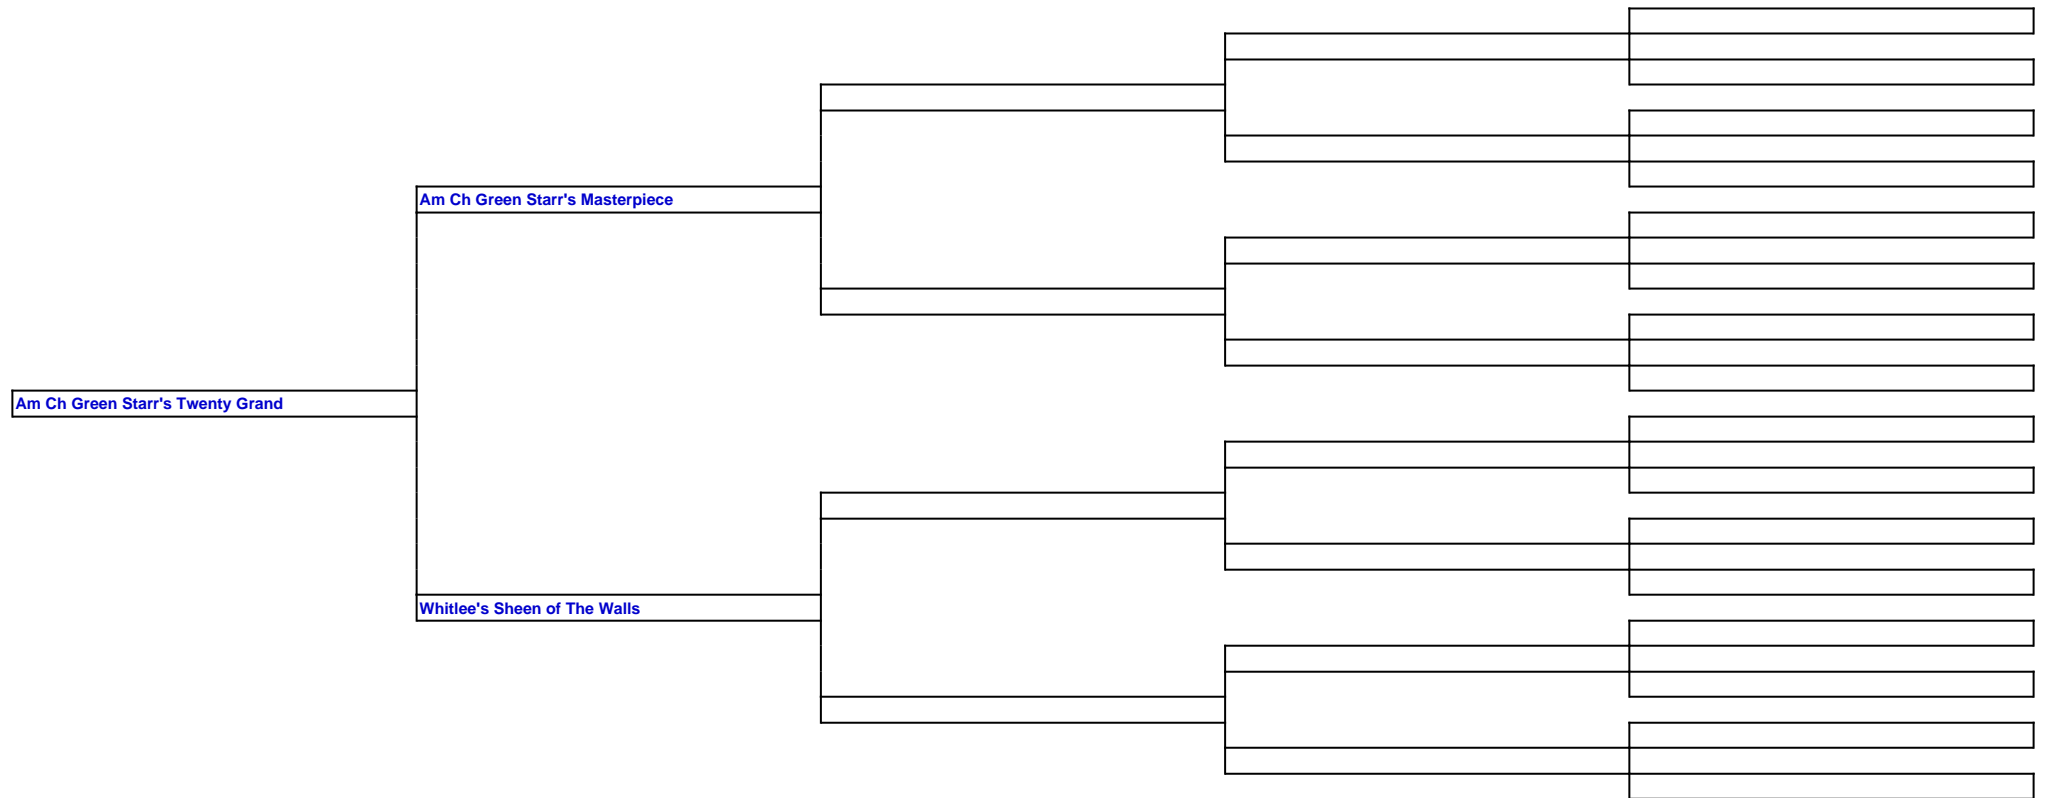 Am Ch Green Starr's Masterpiece
Am Ch Green Starr's Twenty Grand
Whitlee's Sheen of The Walls